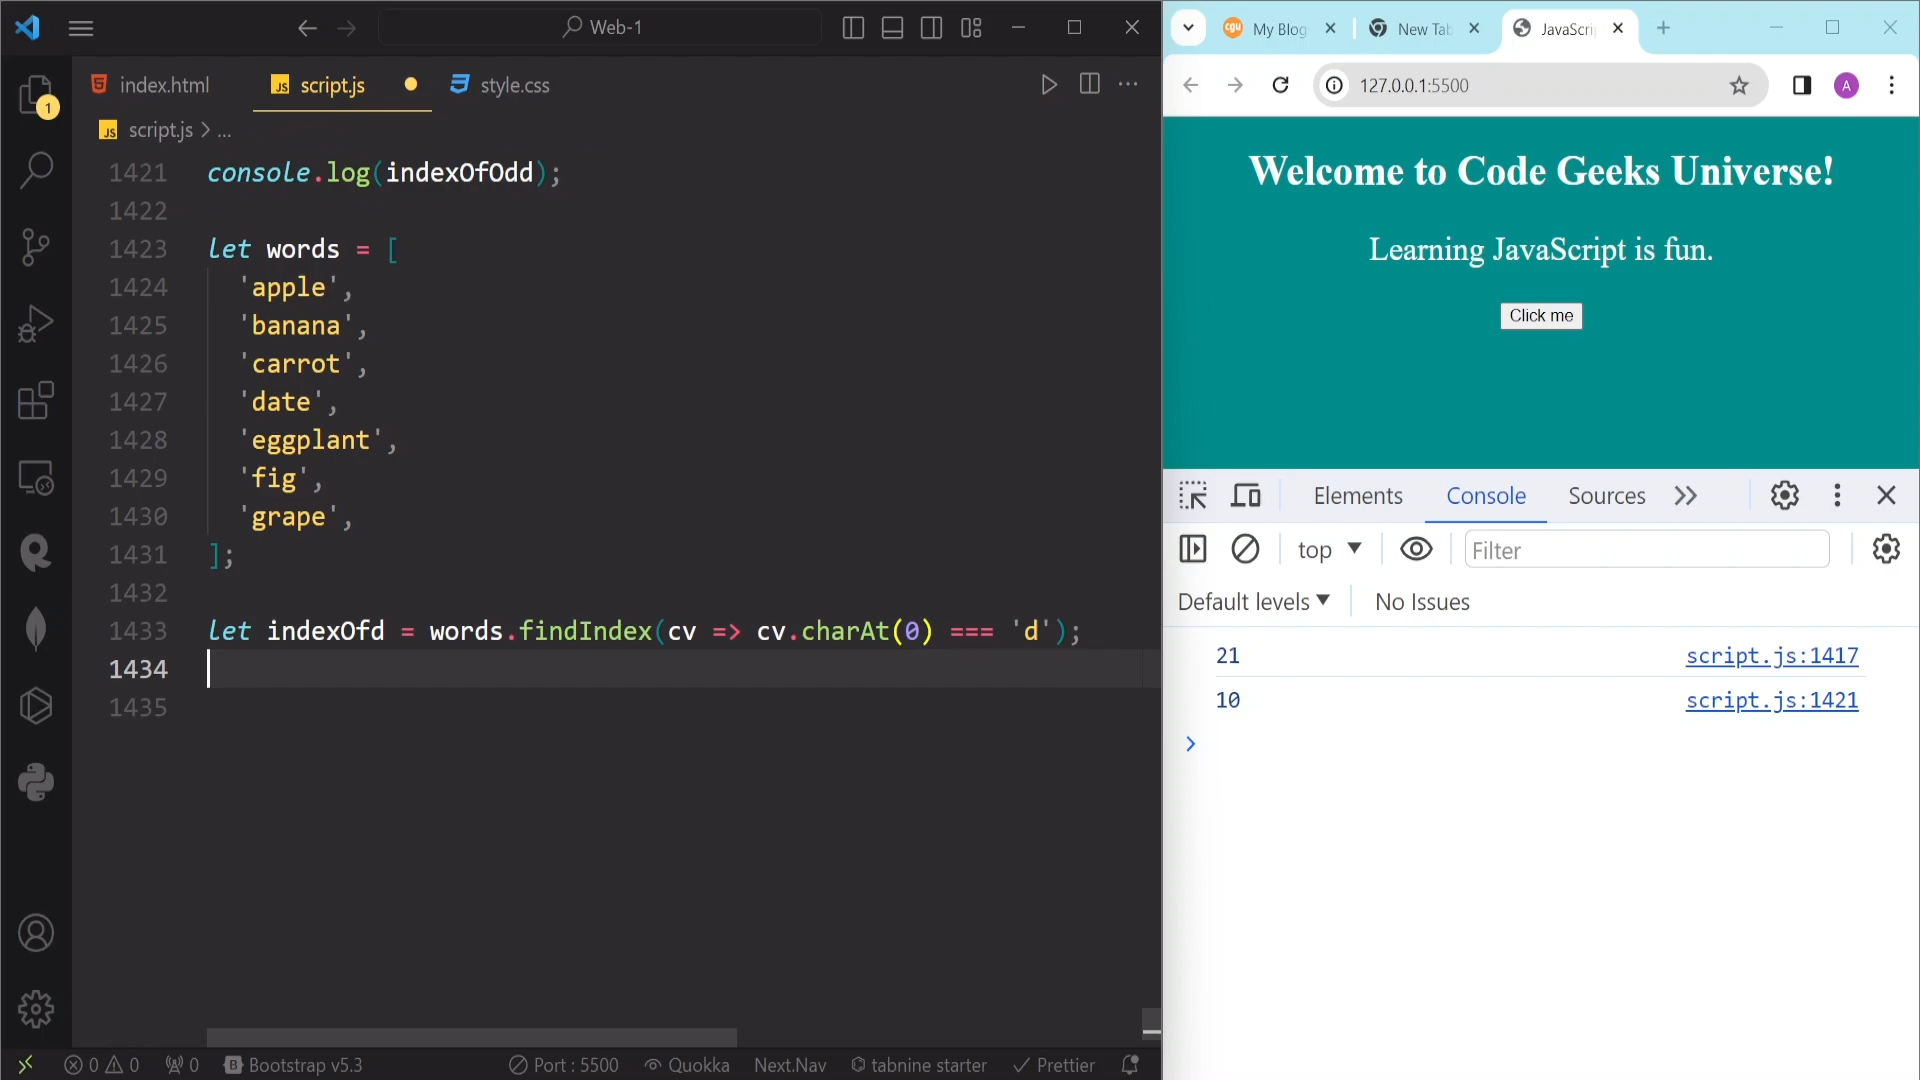 Web-1
index.html
script.js
style.css
1
script.js > ...
1421 console.log(indexOfOdd);
1422
1423 let words = [
1424 'apple',
1425 'banana',
1426 'carrot',
1427 'date',
1428 'eggplant',
1429 'fig',
1430 'grape',
1431 ];
1432
1433 let indexOfd = words.findIndex(cv => cv.charAt(0) === 'd');
1434
1435
0 0 0 Bootstrap v5.3 Port : 5500 Quokka Next.Nav tabnine starter Prettier
My Blog
New Tab
JavaScri
127.0.0.1:5500
A
Welcome to Code Geeks Universe!
Learning JavaScript is fun.
Click me
Elements Console Sources
top
Filter
Default levels No Issues
21 script.js:1417
10 script.js:1421